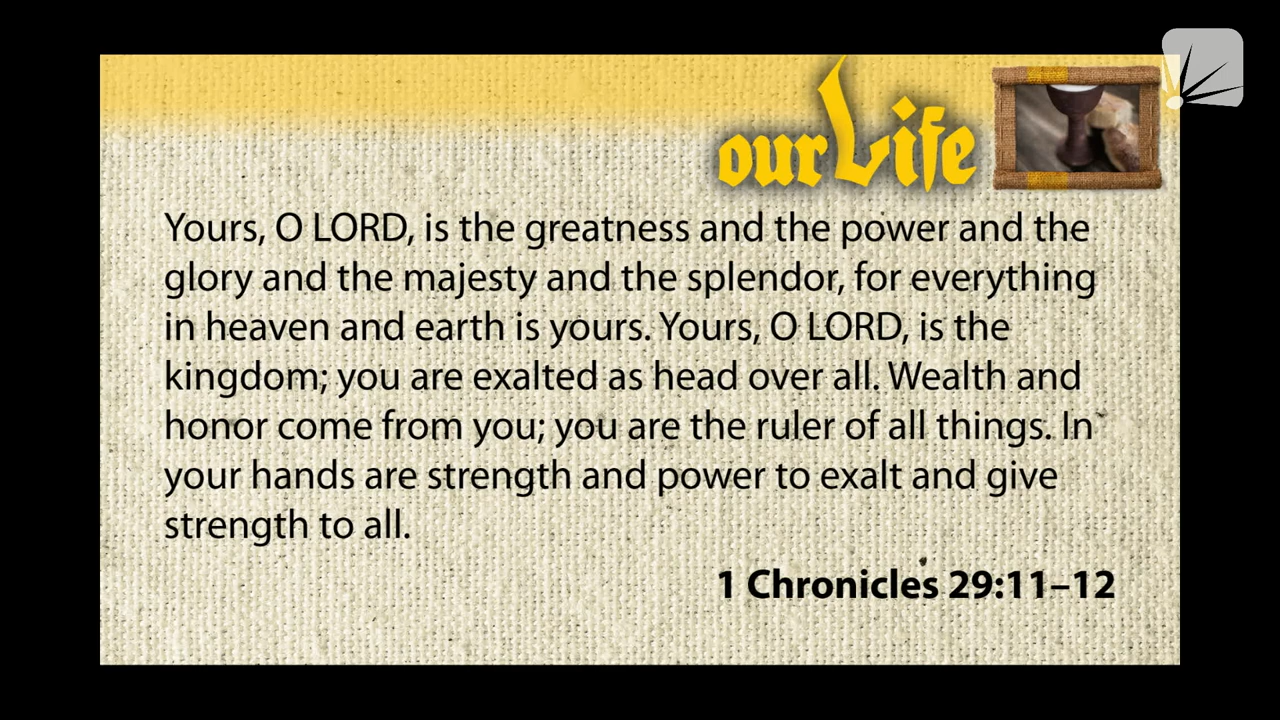 our Life
Yours, O LORD, is the greatness and the power and the
glory and the majesty and the splendor, for everything
in heaven and earth is yours. Yours, O LORD, is the
kingdom; you are exalted as head over all. Wealth and
honor come from you; you are the ruler of all things. In
your hands are strength and power to exalt and give
strength to all.
1 Chronicles 29:11–12